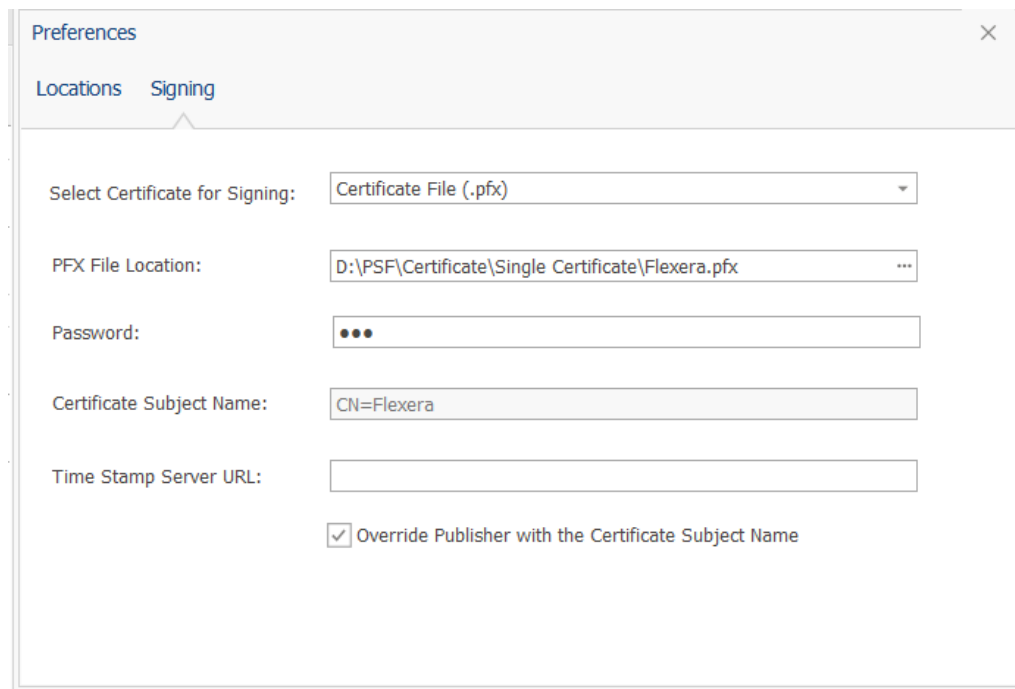 Preferences
Locations Signing
Select Certificate for Signing: Certificate File (.pfx)
PFX File Location: D:\PSF\Certificate\Single Certificate\Flexera.pfx ...
Password: ●●●
Certificate Subject Name: CN=Flexera
Time Stamp Server URL:
Override Publisher with the Certificate Subject Name